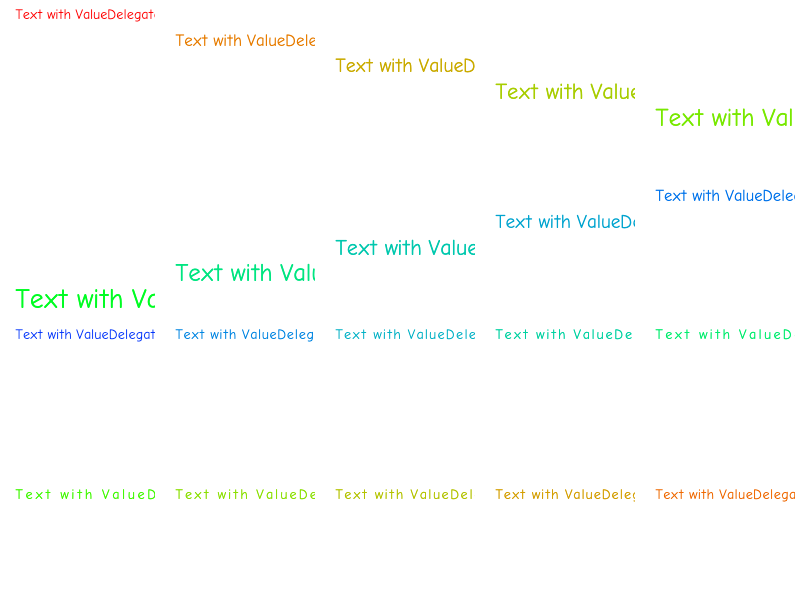 Text with ValueDelegat
Text with ValueDele
Text with ValueD
Text with Value
Text with Val
Text with Va
Text with Val
Text with Value
Text with ValueD
Text with ValueDele
Text with ValueDelegat
Text with ValueDeleg
Text with ValueDele
Text with ValueDe
Text with ValueD
Text with ValueD
Text with ValueDe
Text with ValueDel
Text with ValueDeleg
Text with ValueDelega